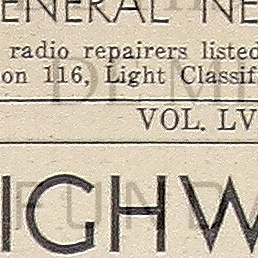 ENERAL NE
radio repairers listed
on 116, Light Classif
VOL. LV
IGHW